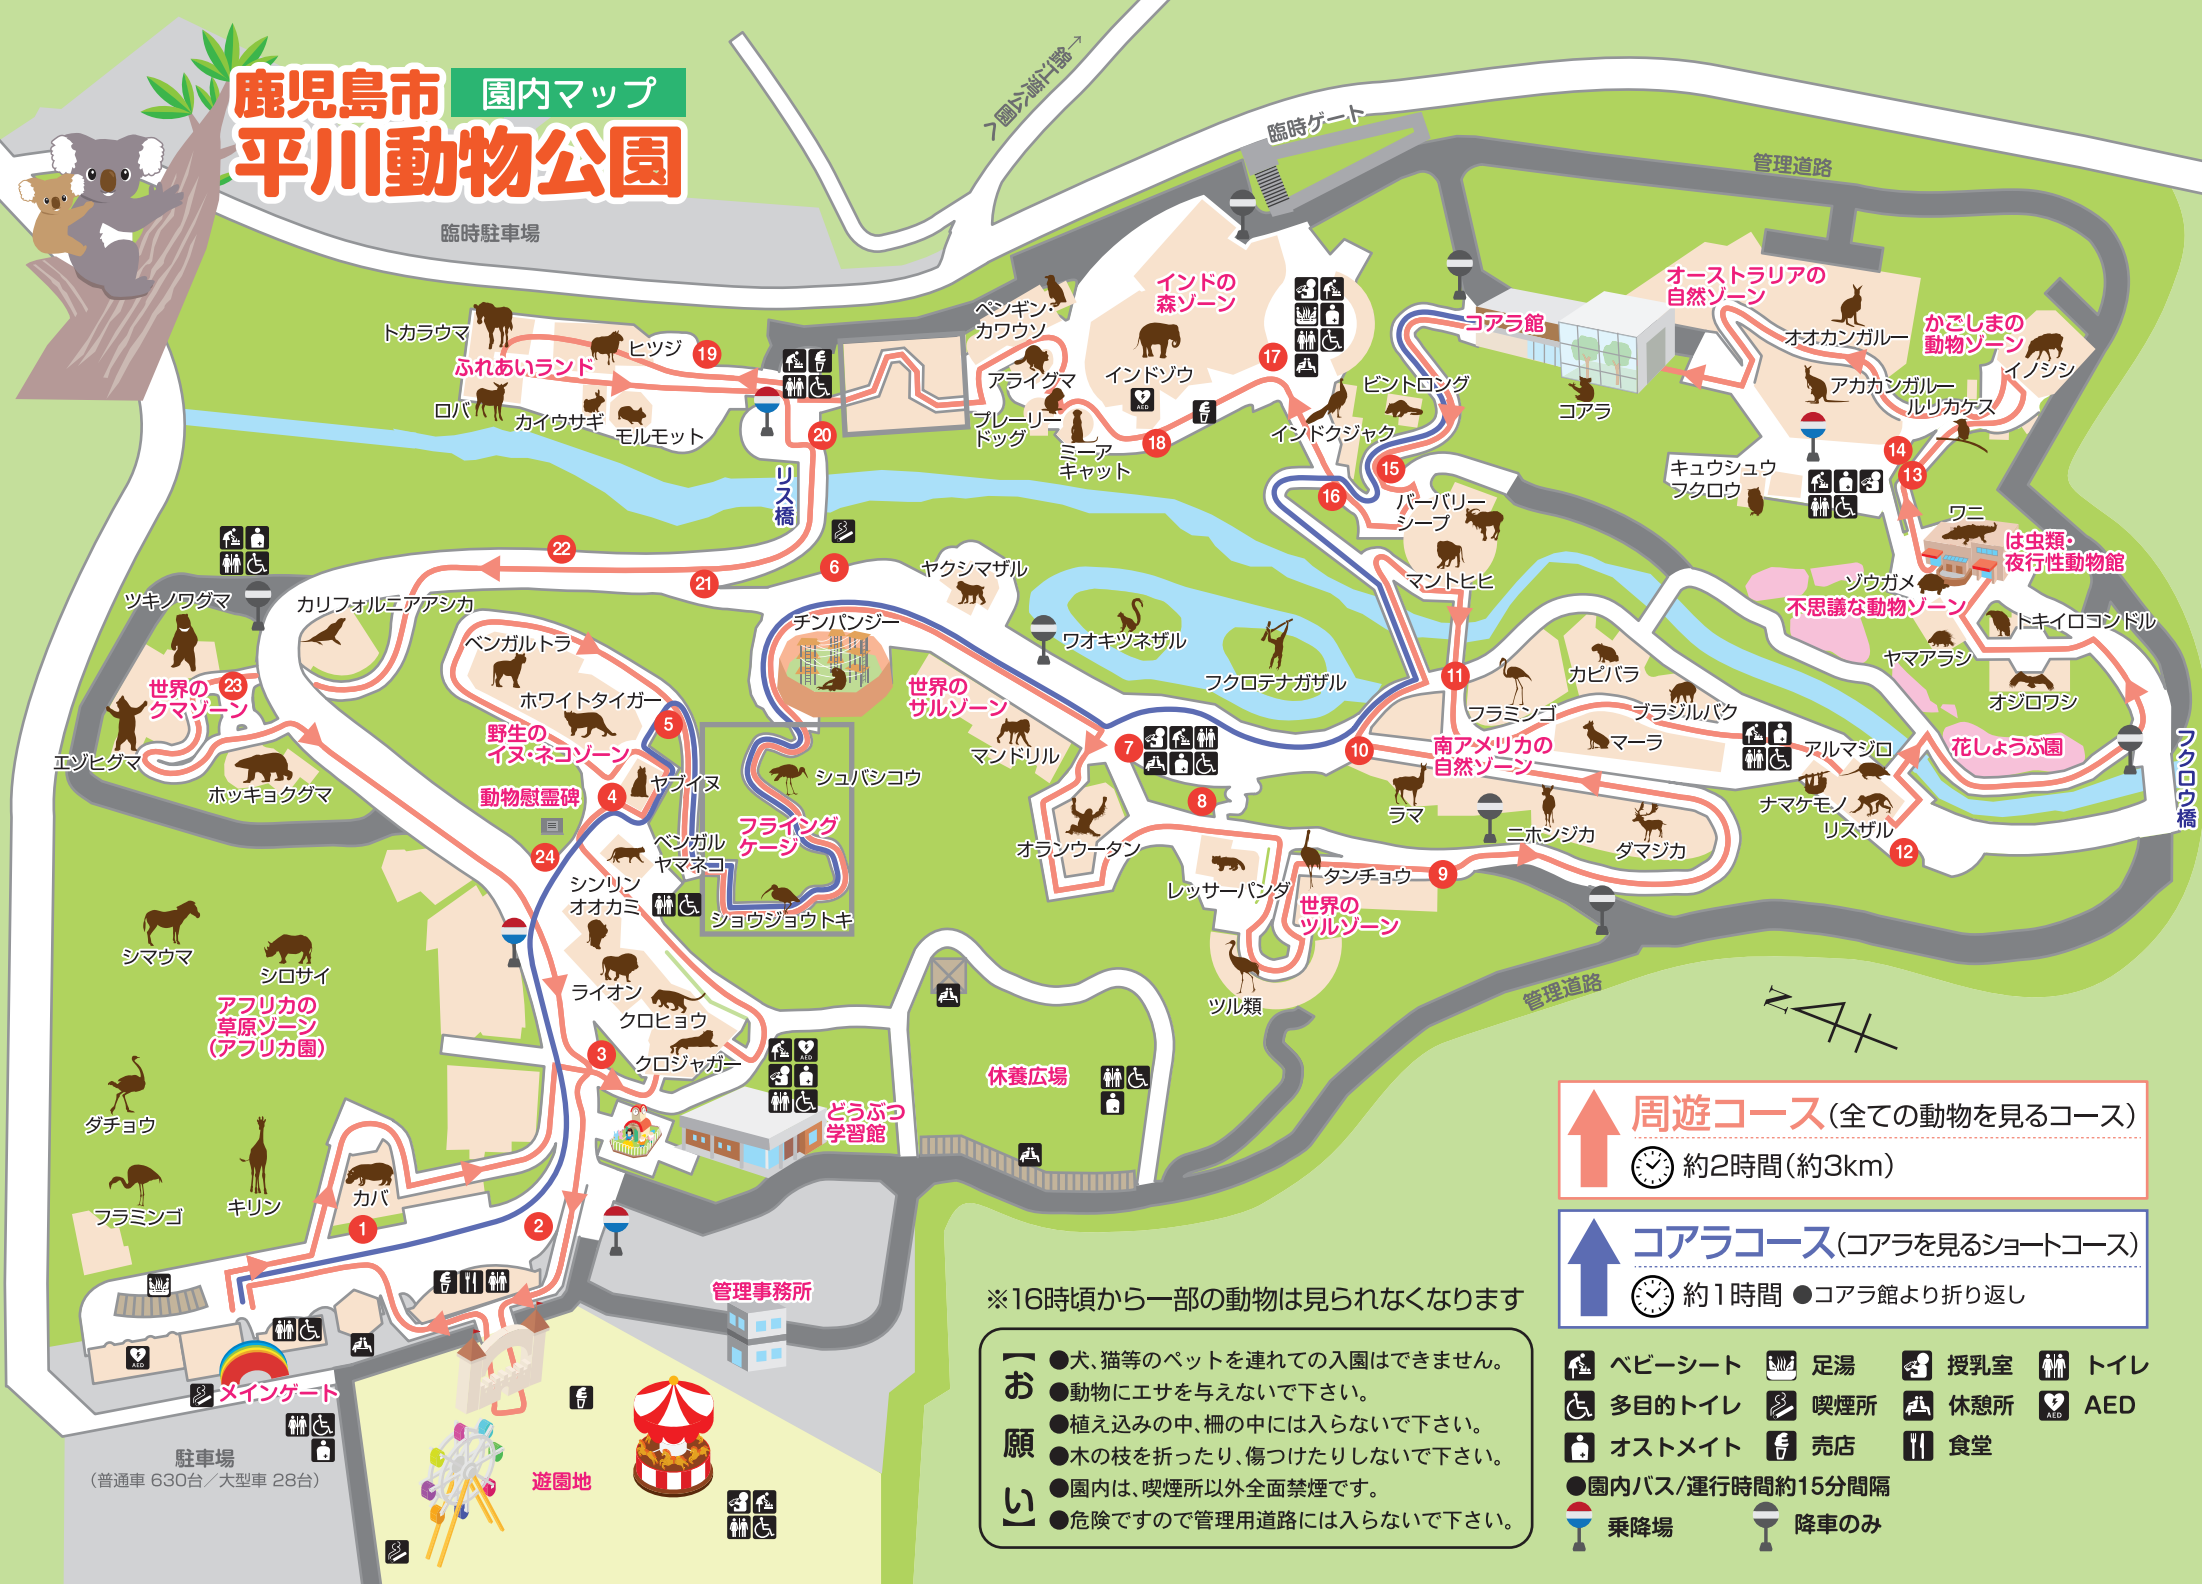 鹿児島市
園内マップ
平川動物公園
錦江湾公園へ→
臨時ゲート
管理道路
臨時駐車場
トカラウマ
ヒツジ
19
ふれあいランド
ロバ
カイウサギ
モルモット
20
リス橋
ペンギン・
カワウソ
アライグマ
プレーリー
ドッグ
ミーア
キャット
インドの
森ゾーン
インドゾウ
AED
17
18
インドクジャク
ビントロング
コアラ館
コアラ
15
16
バーバリー
シープ
マントヒヒ
オーストラリアの
自然ゾーン
オオカンガルー
アカカンガルー
かごしまの
動物ゾーン
イノシシ
ルリカケス
14
13
キュウシュウ
フクロウ
ワニ
は虫類・
夜行性動物館
ゾウガメ
不思議な動物ゾーン
トキイロコンドル
ヤマアラシ
オジロワシ
花しょうぶ園
フクロウ橋
22
21
6
ヤクシマザル
ワオキツネザル
フクロテナガザル
チンパンジー
世界の
サルゾーン
マンドリル
7
オランウータン
8
10
11
フラミンゴ
カピバラ
ブラジルバク
マーラ
南アメリカの
自然ゾーン
ラマ
ニホンジカ
ダマジカ
アルマジロ
ナマケモノ
リスザル
12
レッサーパンダ
タンチョウ
9
世界の
ツルゾーン
ツル類
管理道路
ツキノワグマ
カリフォルニアアシカ
世界の
クマゾーン
23
エゾヒグマ
ホッキョクグマ
ベンガルトラ
ホワイトタイガー
5
野生の
イヌ・ネコゾーン
ヤブイヌ
動物慰霊碑
4
24
ベンガル
ヤマネコ
シンリン
オオカミ
シュバシコウ
フライング
ケージ
ショウジョウトキ
ライオン
クロヒョウ
クロジャガー
3
AED
どうぶつ
学習館
休養広場
シマウマ
シロサイ
アフリカの
草原ゾーン
(アフリカ園)
ダチョウ
フラミンゴ
キリン
カバ
1
2
AED
メインゲート
駐車場
(普通車 630台／大型車 28台)
管理事務所
遊園地
N
周遊コース(全ての動物を見るコース)
約2時間(約3km)
コアラコース(コアラを見るショートコース)
約1時間 ●コアラ館より折り返し
※16時頃から一部の動物は見られなくなります
【お願い】
●犬、猫等のペットを連れての入園はできません。
●動物にエサを与えないで下さい。
●植え込みの中、柵の中には入らないで下さい。
●木の枝を折ったり、傷つけたりしないで下さい。
●園内は、喫煙所以外全面禁煙です。
●危険ですので管理用道路には入らないで下さい。
ベビーシート 足湯 授乳室 トイレ
多目的トイレ 喫煙所 休憩所 AED AED
オストメイト 売店 食堂
●園内バス/運行時間約15分間隔
乗降場 降車のみ